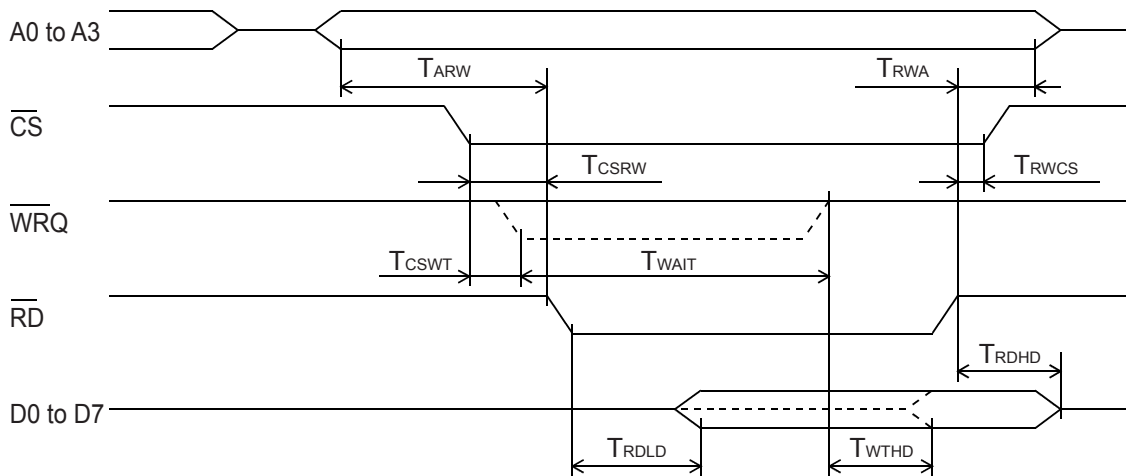 A0 to A3
TARW
TRWA
CS
TCSRW
TRWCS
WRQ
TCSWT
TWAIT
RD
TRDHD
D0 to D7
TRDLD
TWTHD